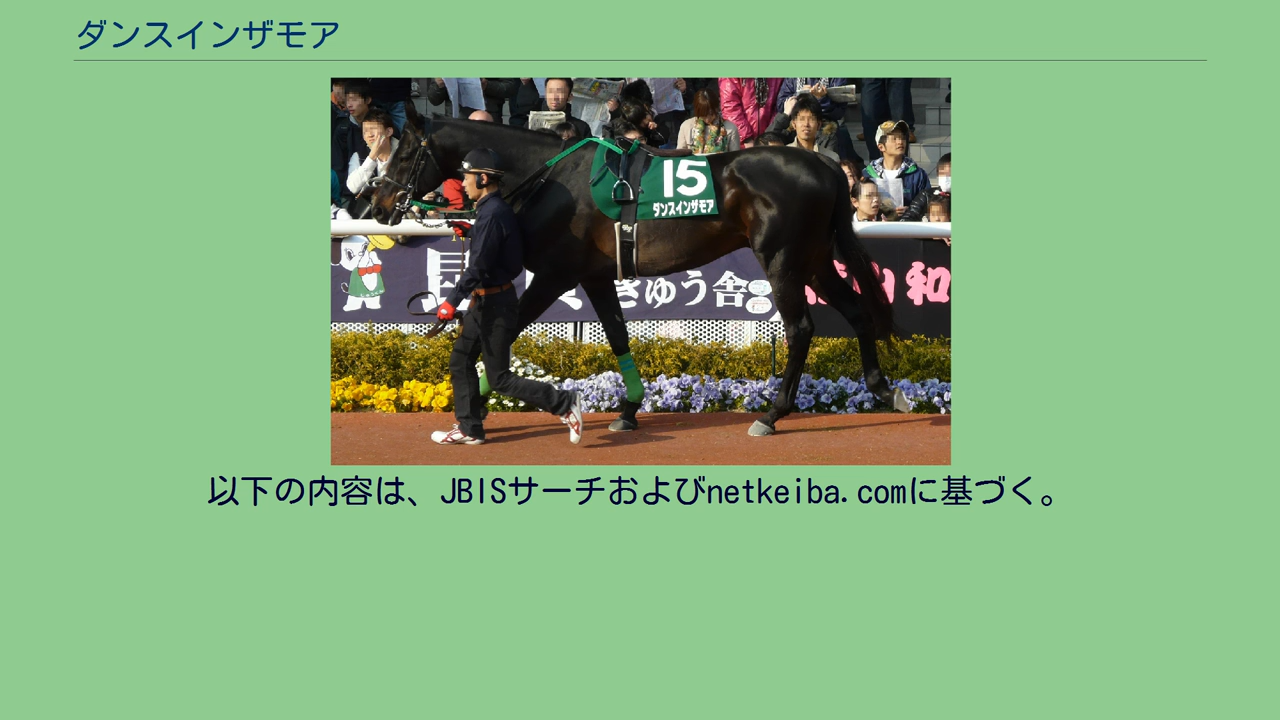 ダンスインザモア
15
ダンスインザモア
きゅう舎
和
以下の内容は、JBISサーチおよびnetkeiba.comに基づく。